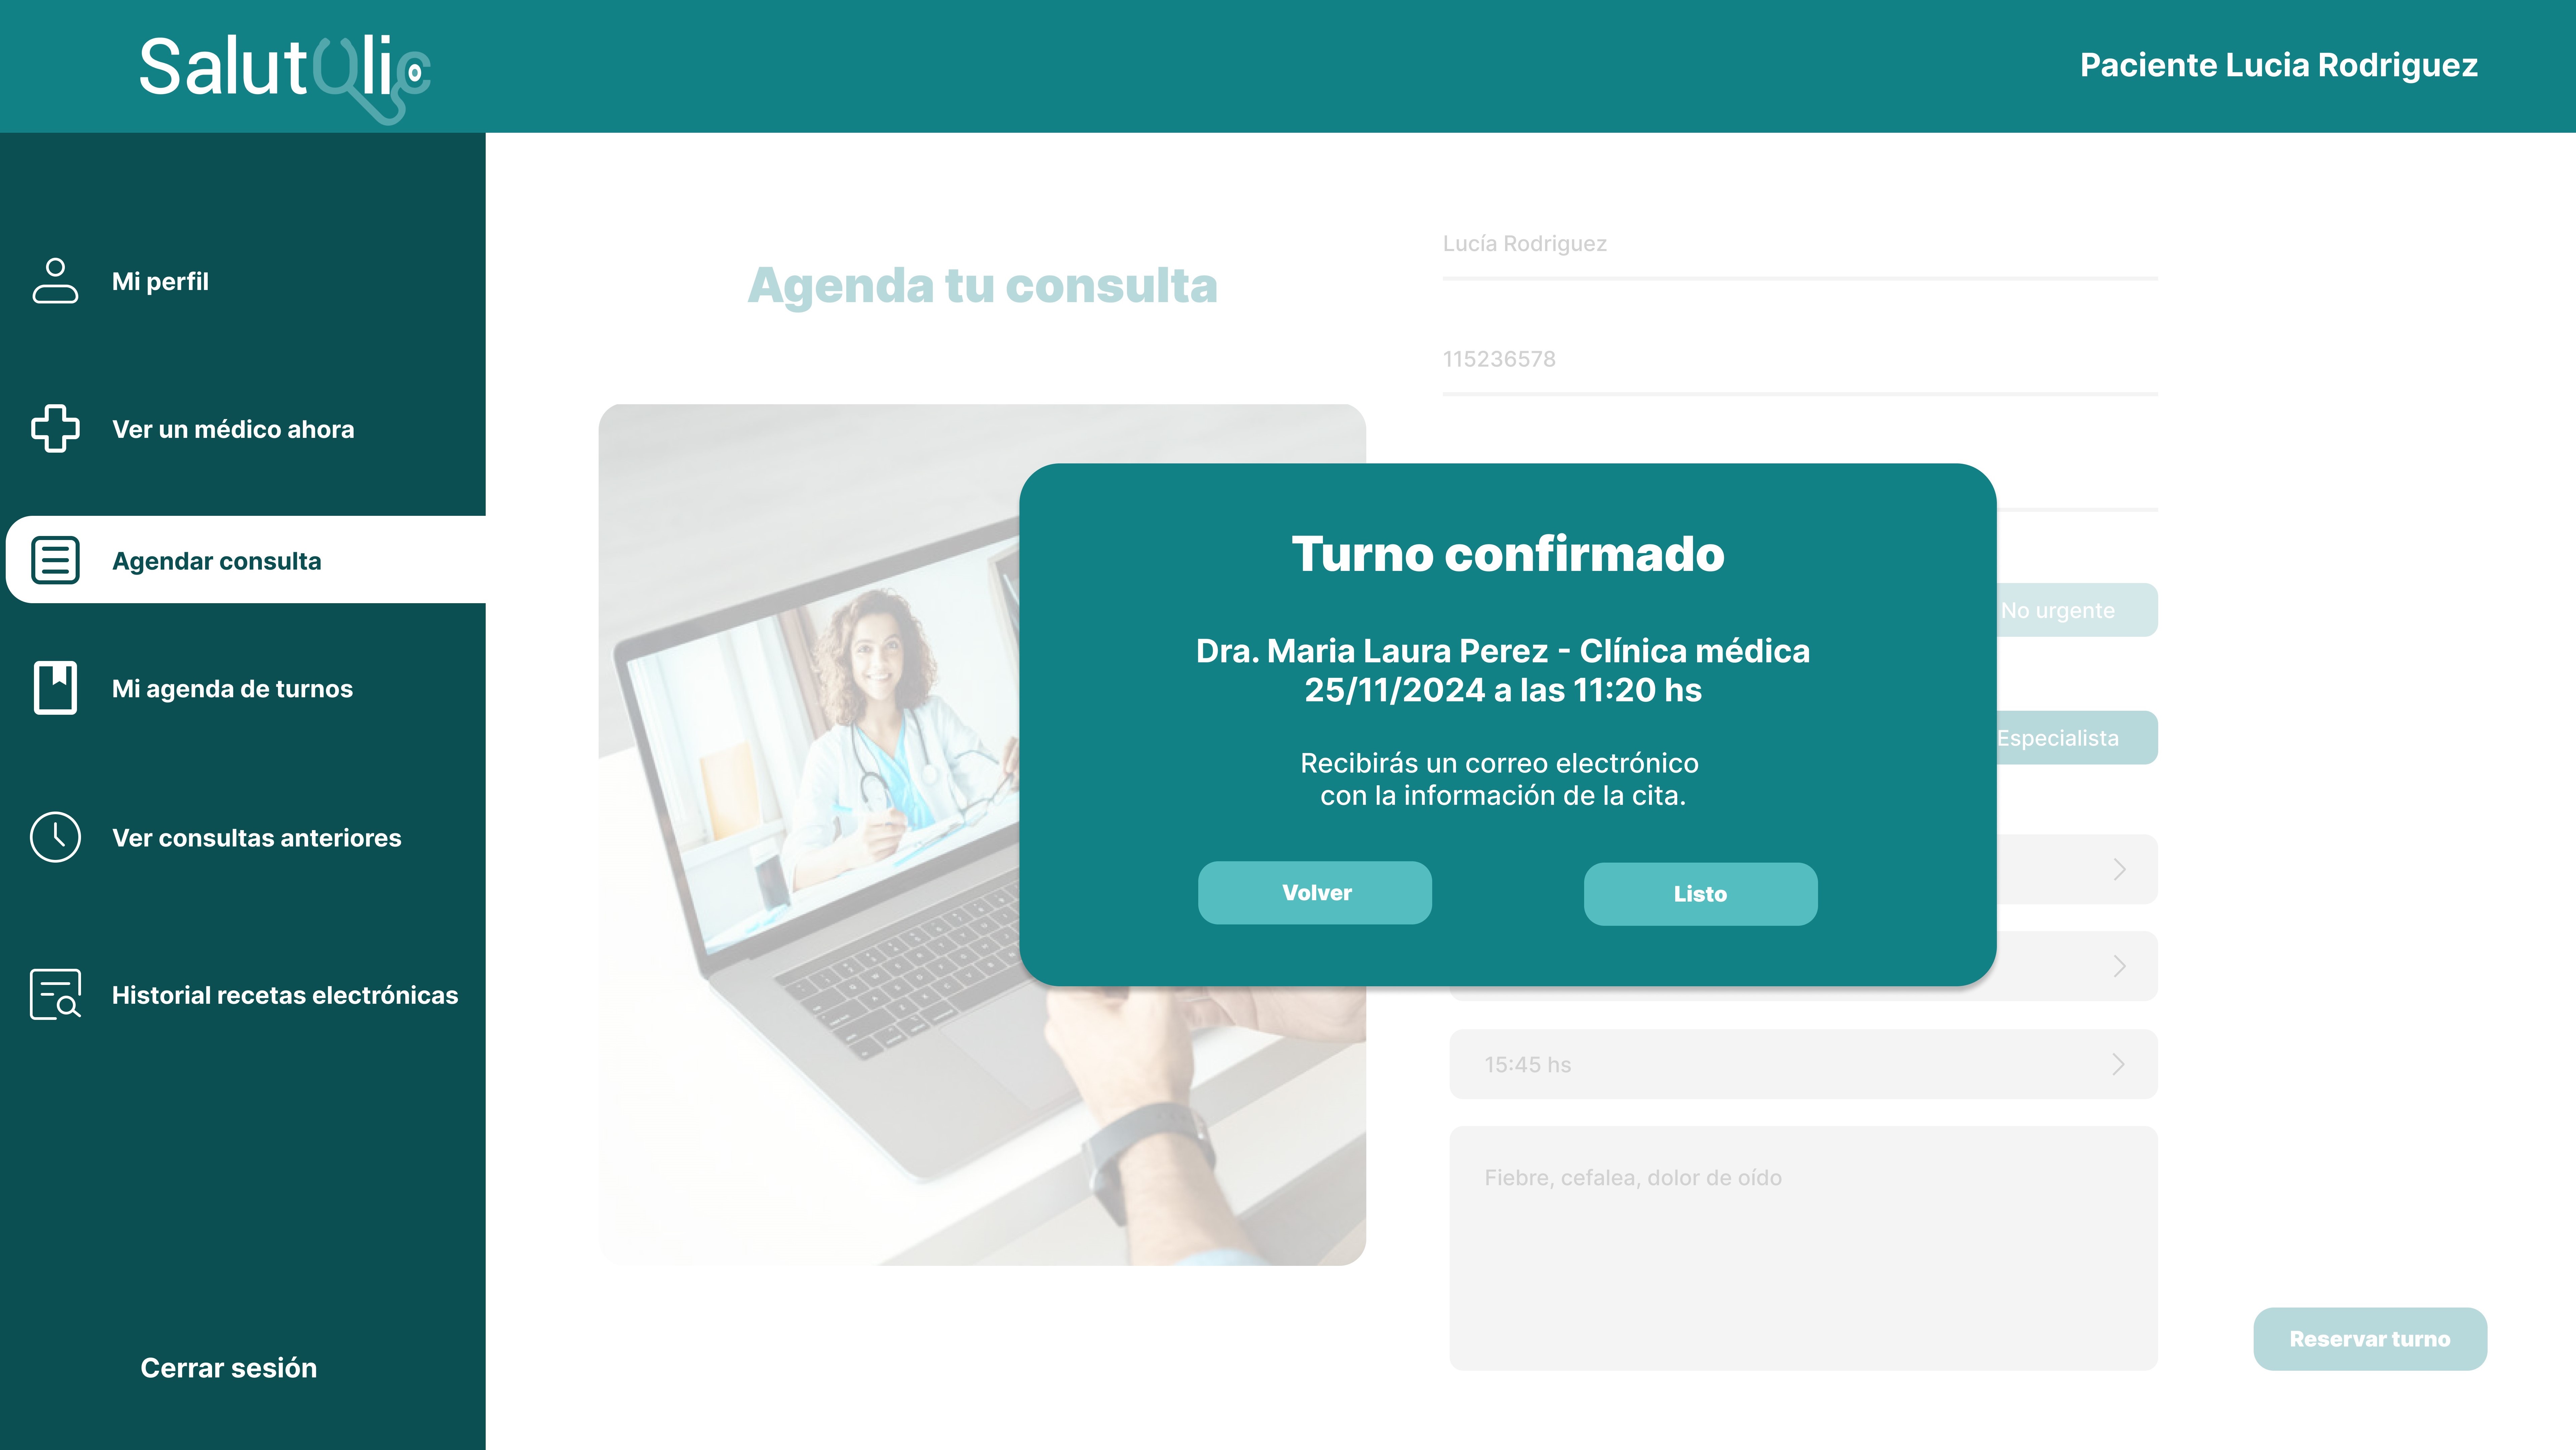 SalutClic
Paciente Lucia Rodriguez
Mi perfil
Ver un médico ahora
Agendar consulta
Mi agenda de turnos
Ver consultas anteriores
Historial recetas electrónicas
Cerrar sesión
Agenda tu consulta
Lucía Rodriguez
115236578
No urgente
Especialista
Turno confirmado
Dra. Maria Laura Perez - Clínica médica
25/11/2024 a las 11:20 hs
Recibirás un correo electrónico
con la información de la cita.
Volver
Listo
15:45 hs
Fiebre, cefalea, dolor de oído
Reservar turno